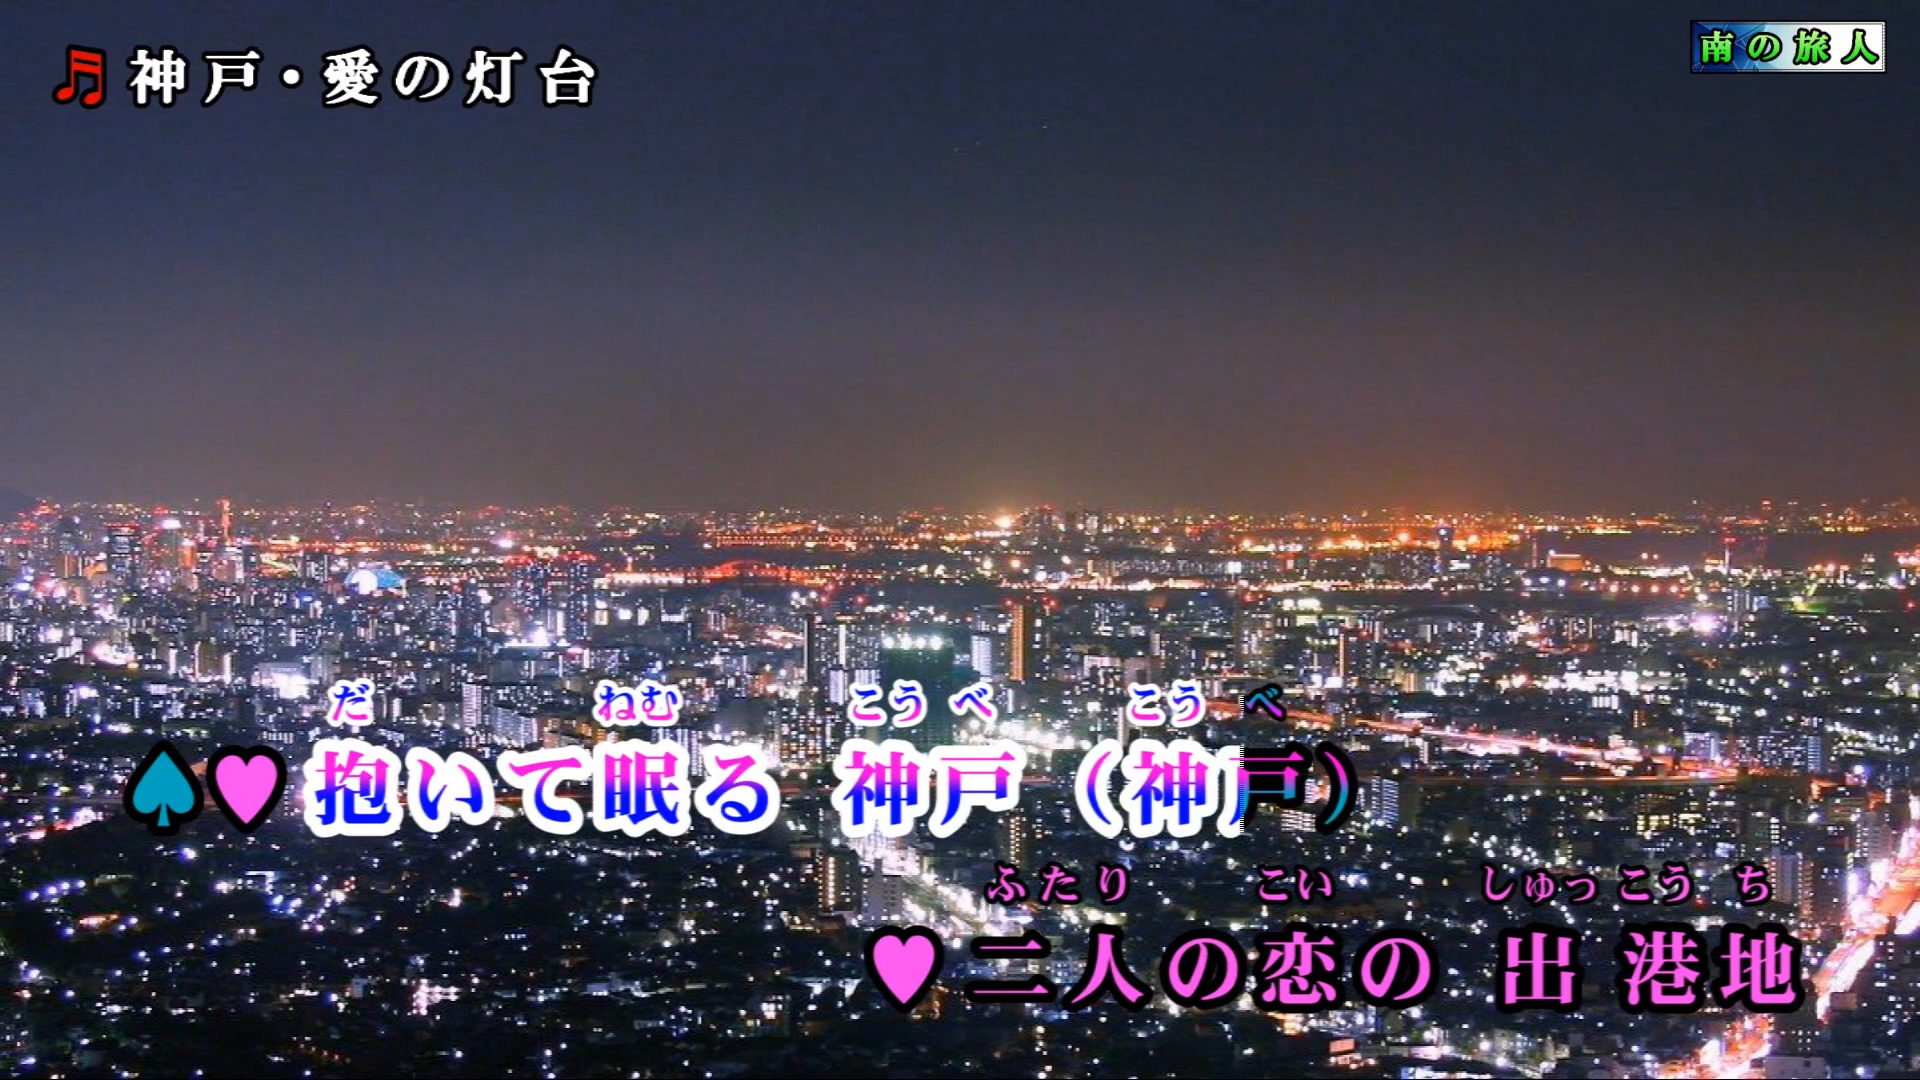 ♬神戸・愛の灯台
南の旅人
だ ねむ こうべ こうべ
♠♥抱いて眠る 神戸（神戸）
ふたり こい しゅっこうち
♥二人の恋の 出港地